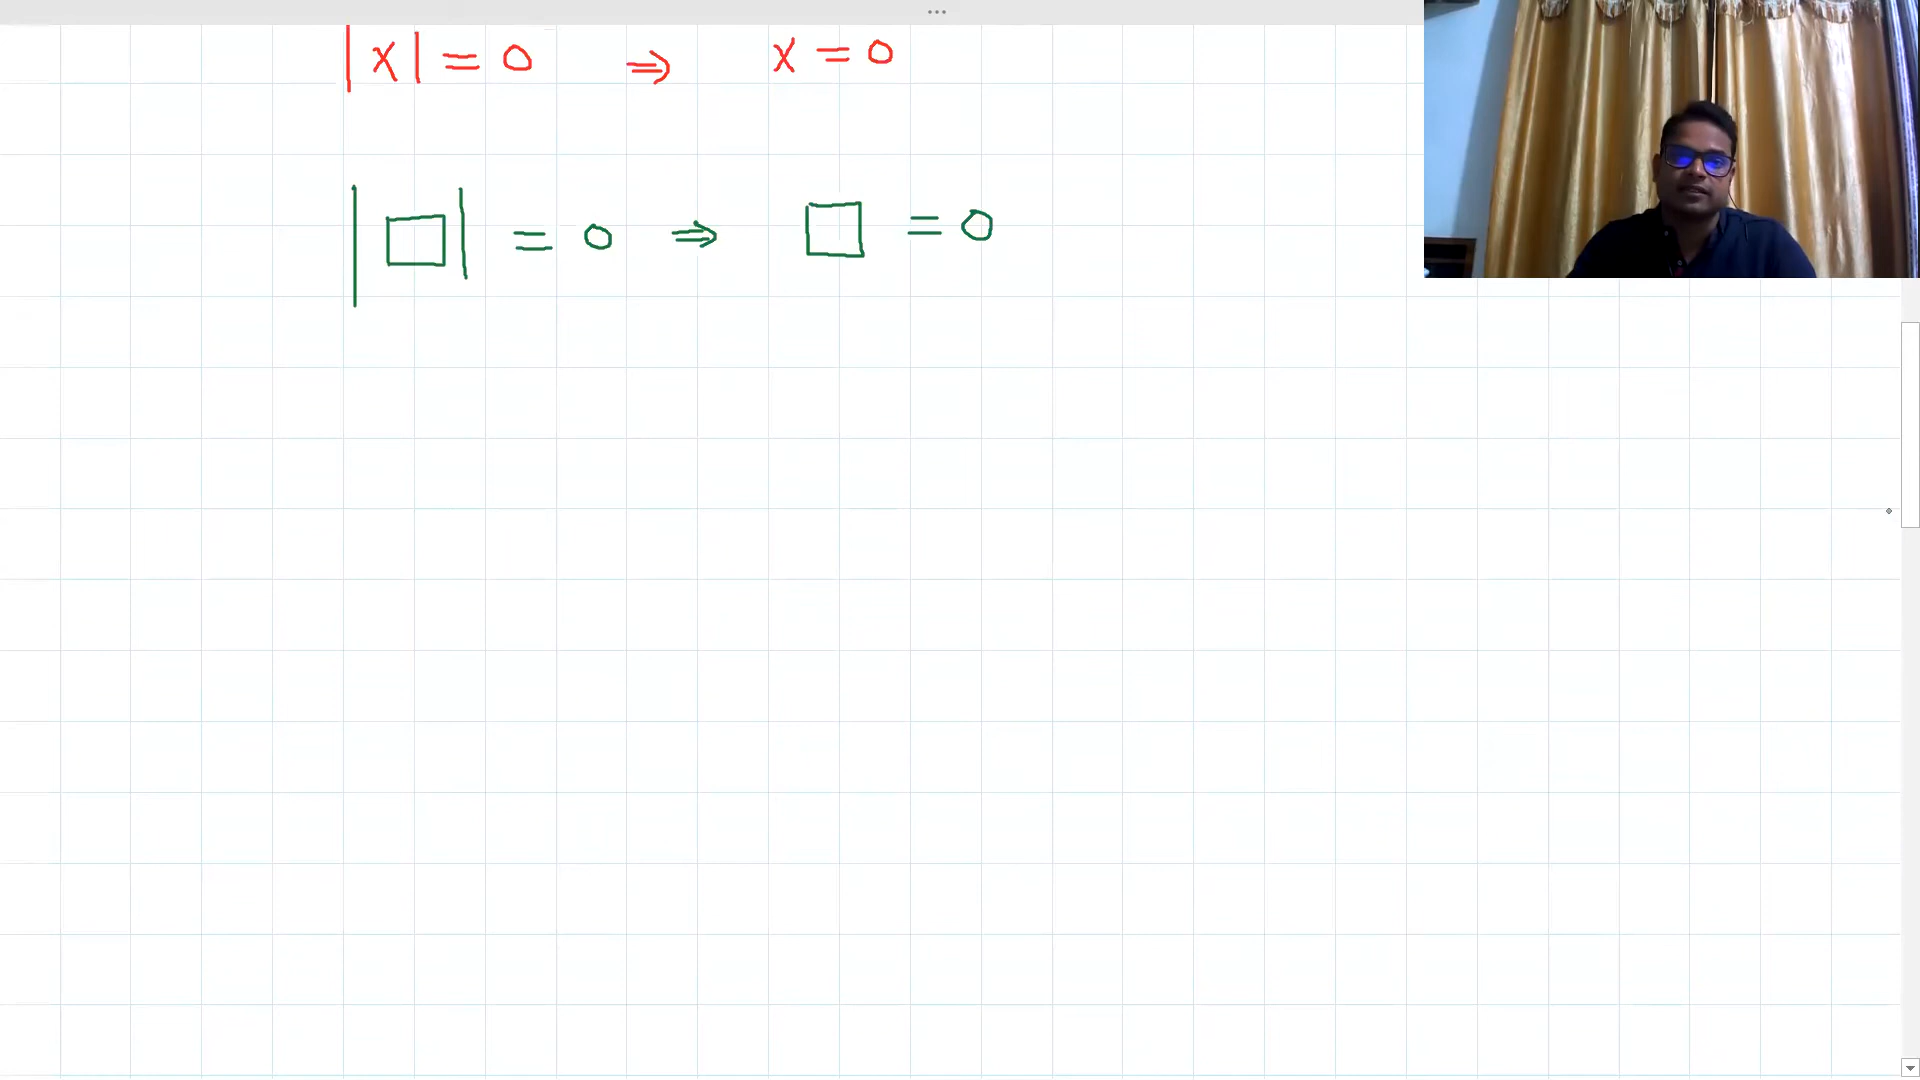 |x| = 0 ⇒ x = 0
|□| = 0 ⇒ □ = 0